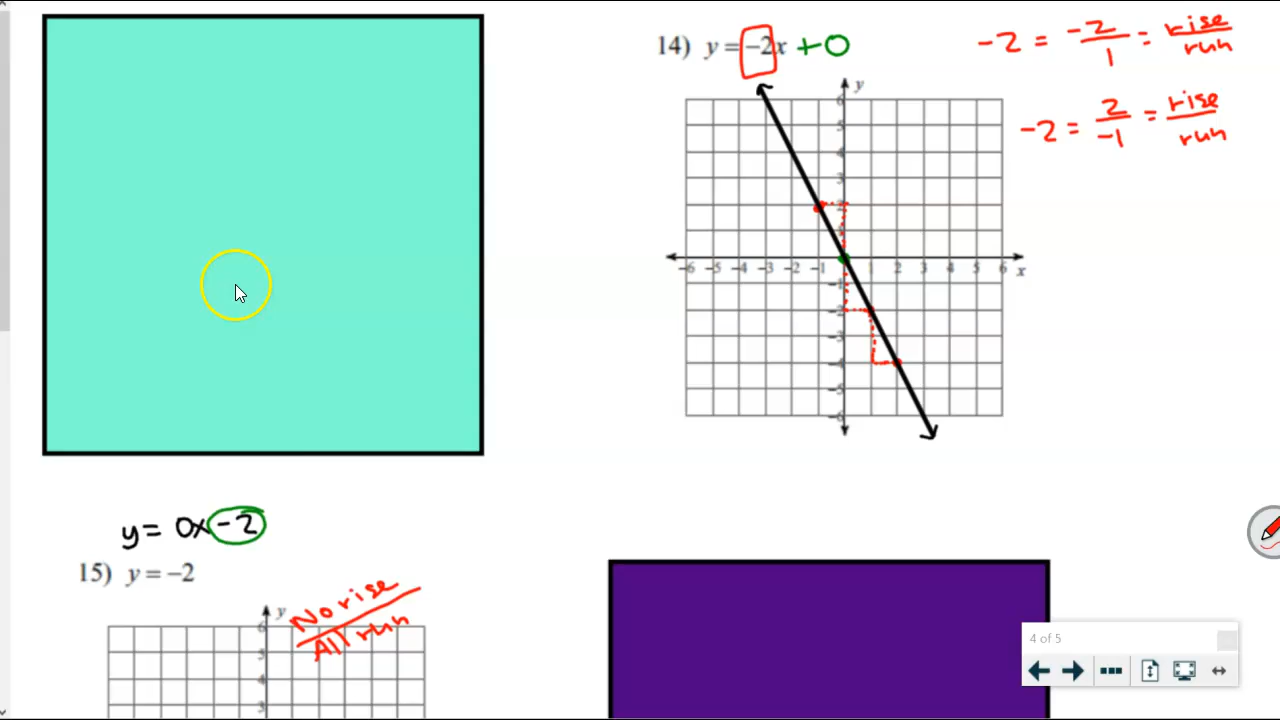 14) y = -2x + 0
-2 = -2/1 = rise/run
-2 = 2/-1 = rise/run
y
6
5
4
3
2
1
-6 -5 -4 -3 -2 -1 1 2 3 4 5 6 x
-1
-2
-3
-4
-5
-6
y = 0x - 2
15) y = -2
No rise
All run
y
6
5
4
3
4 of 5